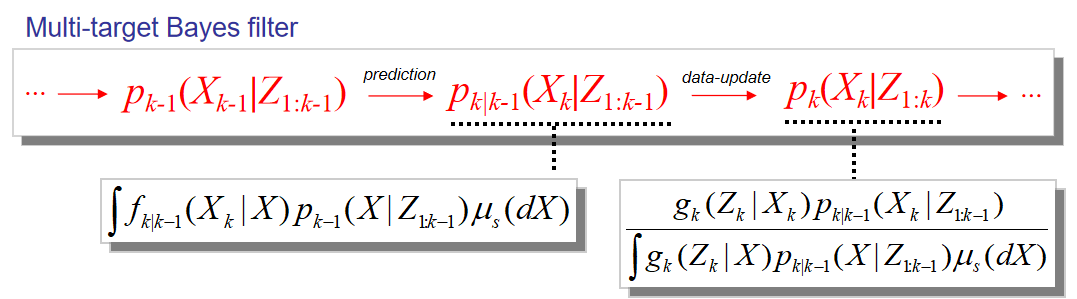 Multi-target Bayes filter
··· ⟶ p_{k-1}(X_{k-1}|Z_{1:k-1}) prediction ⟶ p_{k|k-1}(X_k|Z_{1:k-1}) data-update ⟶ p_k(X_k|Z_{1:k}) ⟶ ···
∫ f_{k|k-1}(X_k | X) p_{k-1}(X | Z_{1:k-1}) μ_s(dX)
g_k(Z_k | X_k) p_{k|k-1}(X_k | Z_{1:k-1})
∫ g_k(Z_k | X) p_{k|k-1}(X | Z_{1:k-1}) μ_s(dX)